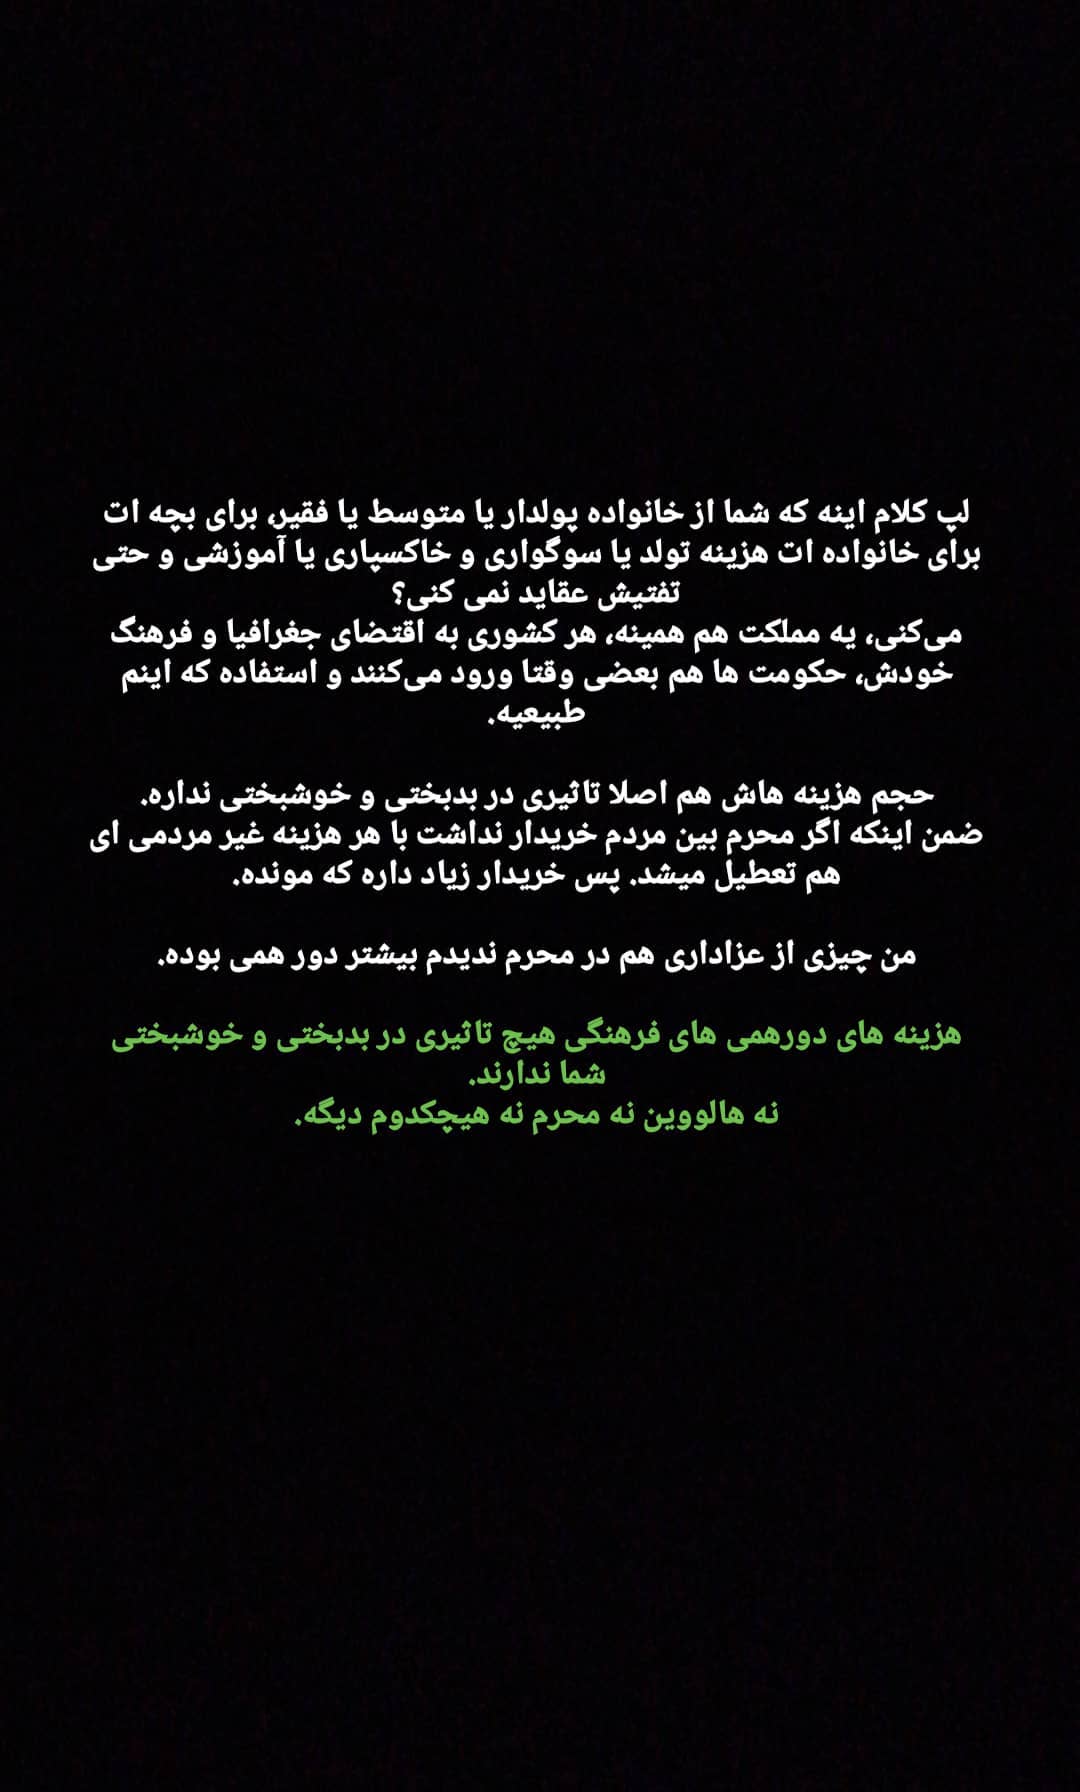 لپ کلام اینه که شما از خانواده پولدار یا متوسط یا فقیر، برای بچه ات
برای خانواده ات هزینه تولد یا سوگواری و خاکسپاری یا آموزشی و حتی
تفتیش عقاید نمی کنی؟
می‌کنی، یه مملکت هم همینه، هر کشوری به اقتضای جغرافیا و فرهنگ
خودش، حکومت ها هم بعضی وقتا ورود می‌کنند و استفاده که اینم
طبیعیه.
حجم هزینه هاش هم اصلا تاثیری در بدبختی و خوشبختی نداره.
ضمن اینکه اگر محرم بین مردم خریدار نداشت با هر هزینه غیر مردمی ای
هم تعطیل میشد. پس خریدار زیاد داره که مونده.
من چیزی از عزاداری هم در محرم ندیدم بیشتر دور همی بوده.
هزینه های دورهمی های فرهنگی هیچ تاثیری در بدبختی و خوشبختی
شما ندارند.
نه هالووین نه محرم نه هیچکدوم دیگه.